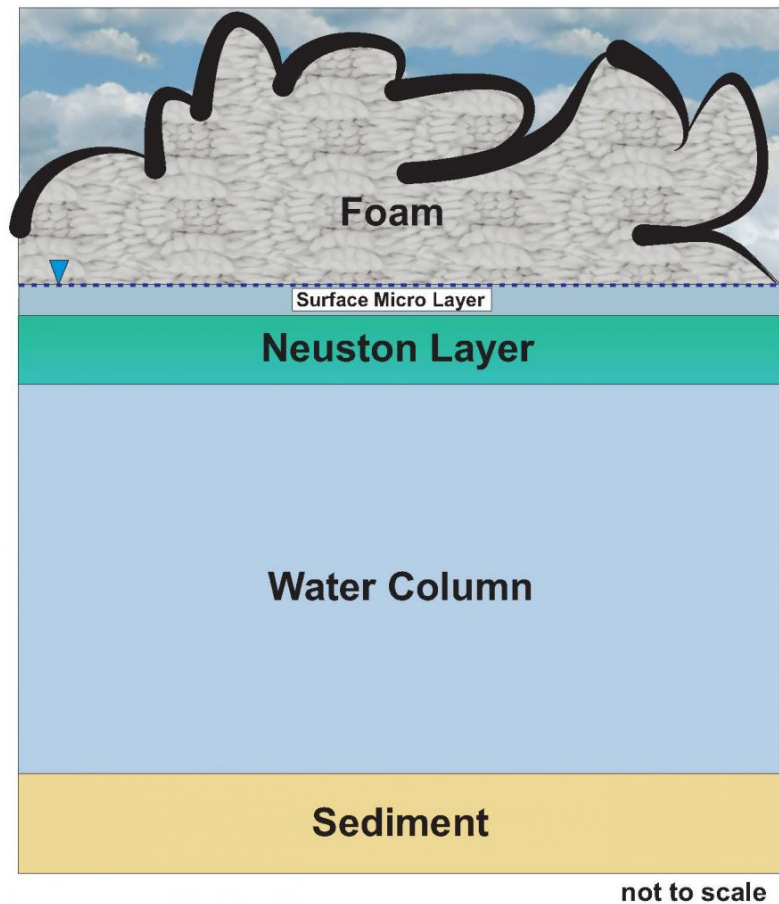 Foam
Surface Micro Layer
Neuston Layer
Water Column
Sediment
not to scale